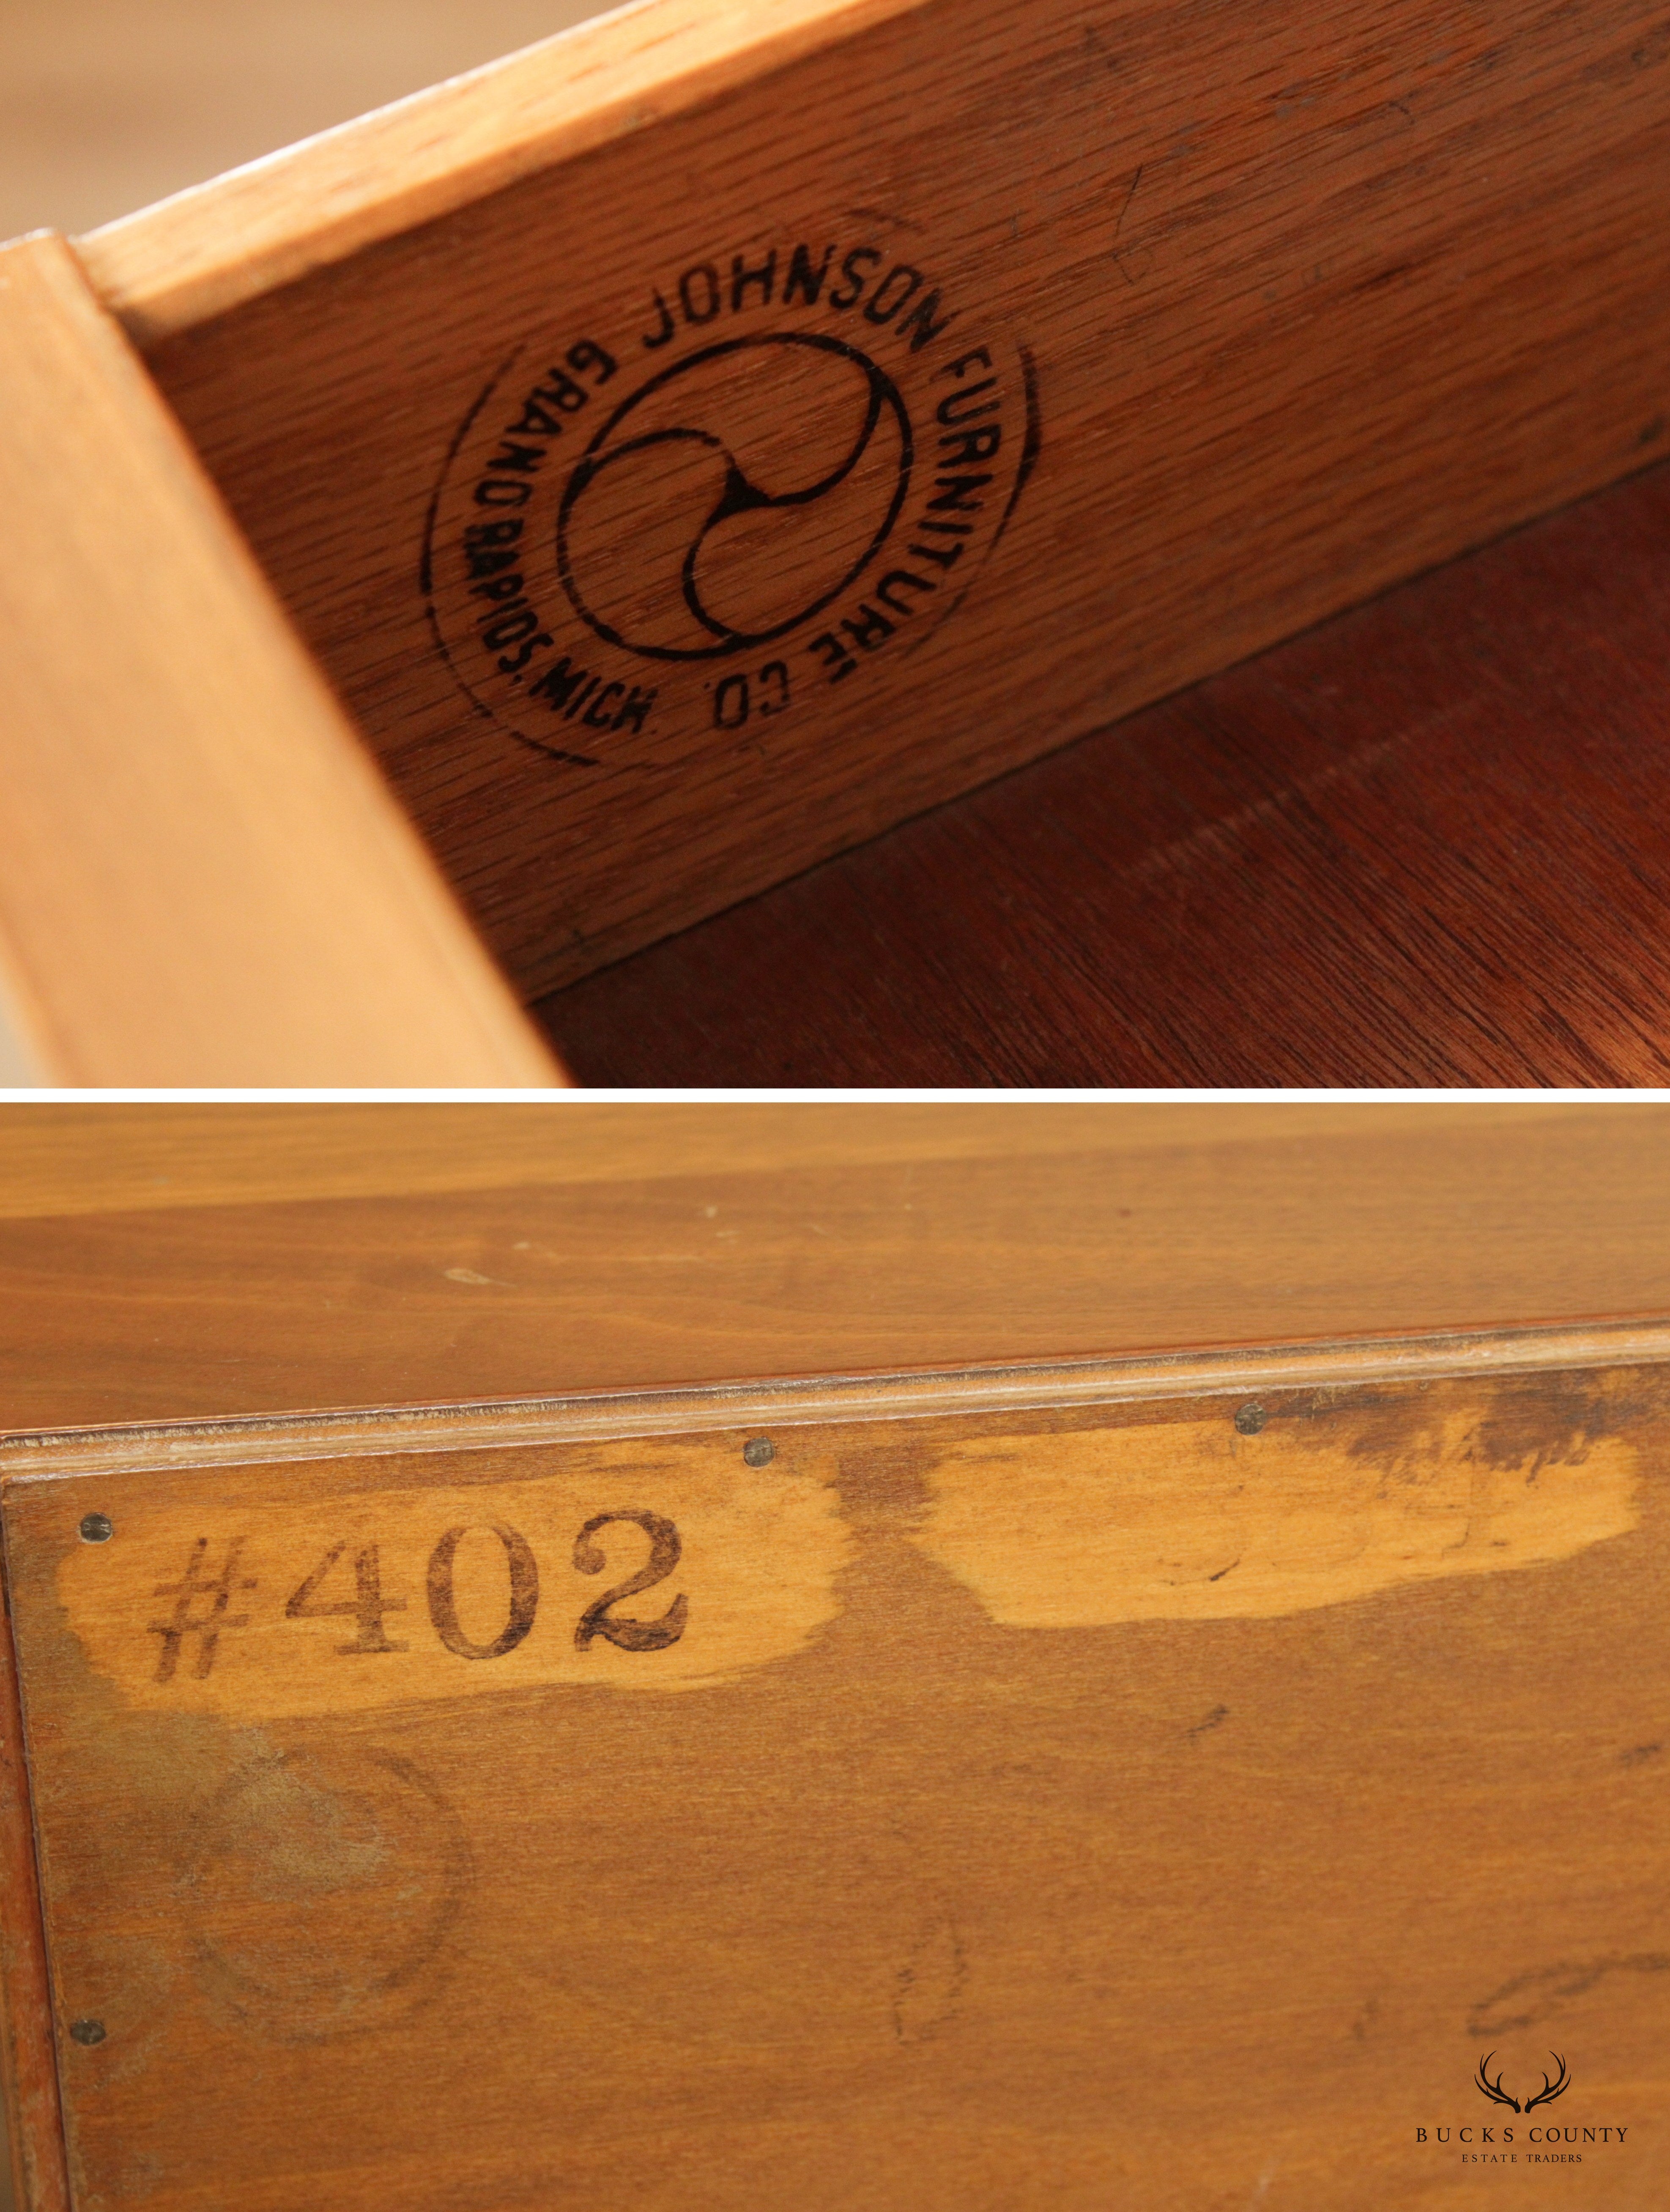 JOHNSON FURNITURE CO.
GRAND RAPIDS, MICH.
#402
BUCKS COUNTY
ESTATE TRADERS